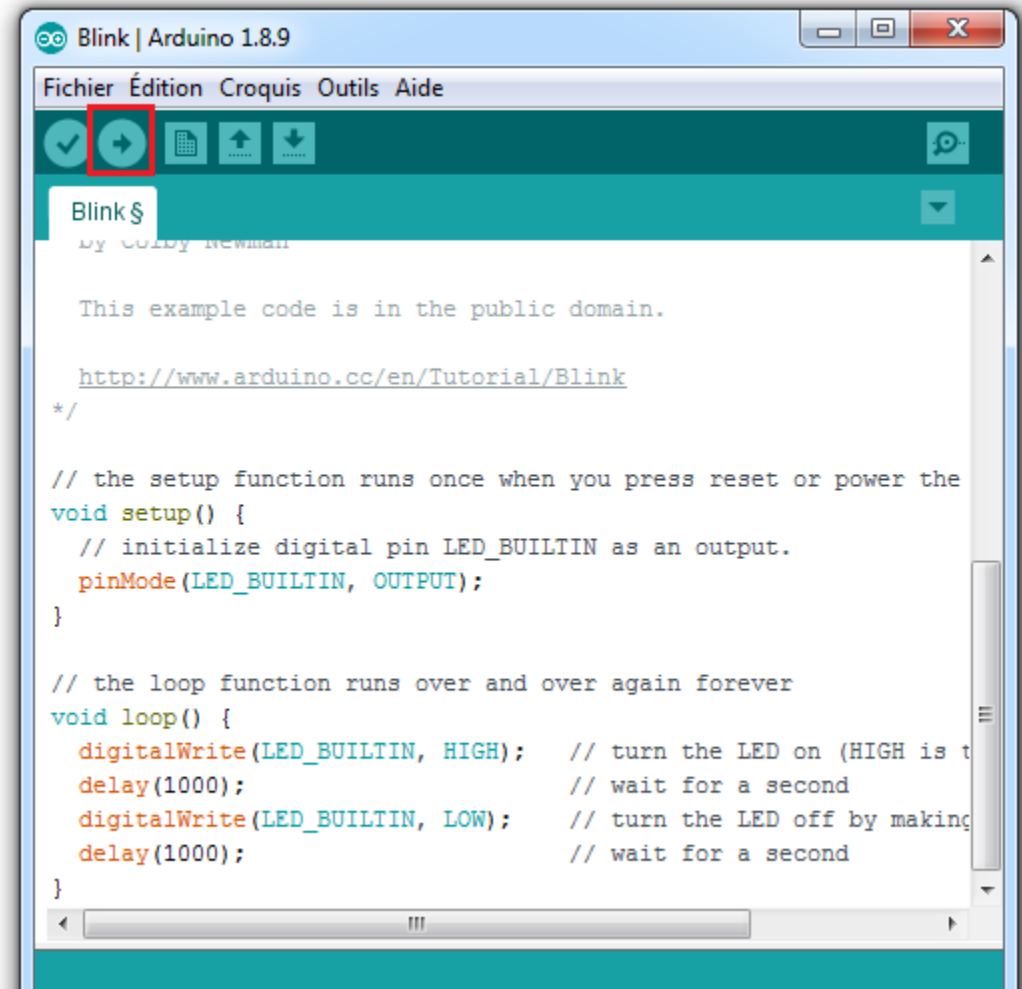 Blink | Arduino 1.8.9
Fichier Édition Croquis Outils Aide
Blink §
by Colby Newman
This example code is in the public domain.
http://www.arduino.cc/en/Tutorial/Blink
*/
// the setup function runs once when you press reset or power the
void setup() {
// initialize digital pin LED_BUILTIN as an output.
pinMode(LED_BUILTIN, OUTPUT);
}
// the loop function runs over and over again forever
void loop() {
digitalWrite(LED_BUILTIN, HIGH);   // turn the LED on (HIGH is t
delay(1000);                       // wait for a second
digitalWrite(LED_BUILTIN, LOW);    // turn the LED off by making
delay(1000);                       // wait for a second
}